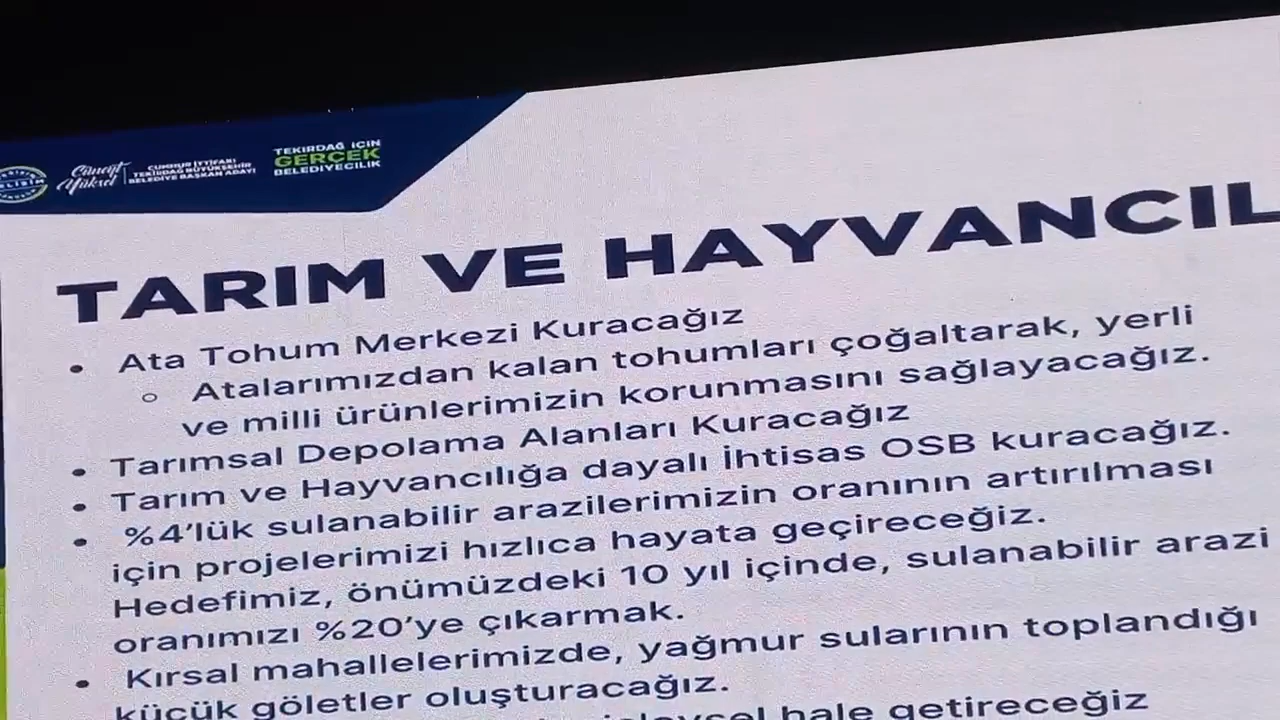 GELİŞİM
Cüneyt
Yüksel
CUMHUR İTTİFAKI
TEKİRDAĞ BÜYÜKŞEHİR
BELEDİYE BAŞKAN ADAYI
TEKİRDAĞ İÇİN
GERÇEK
BELEDİYECİLİK
TARIM VE HAYVANCIL
• Ata Tohum Merkezi Kuracağız
○ Atalarımızdan kalan tohumları çoğaltarak, yerli
ve milli ürünlerimizin korunmasını sağlayacağız.
• Tarımsal Depolama Alanları Kuracağız
• Tarım ve Hayvancılığa dayalı İhtisas OSB kuracağız.
• %4'lük sulanabilir arazilerimizin oranının artırılması
için projelerimizi hızlıca hayata geçireceğiz.
Hedefimiz, önümüzdeki 10 yıl içinde, sulanabilir arazi
oranımızı %20'ye çıkarmak.
• Kırsal mahallelerimizde, yağmur sularının toplandığı
küçük göletler oluşturacağız.
hale getireceğiz